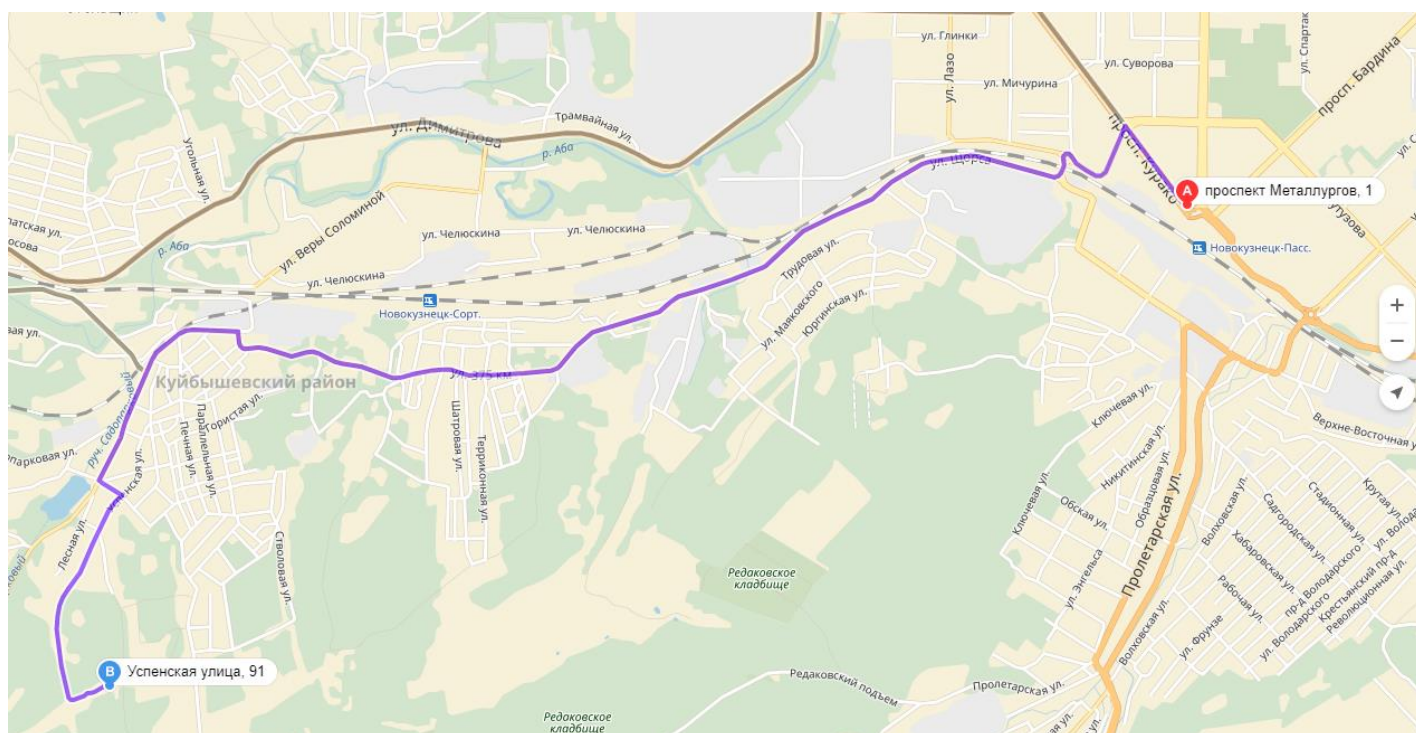 ул. Глинки
ул. Лазо
ул. Суворова
ул. Мичурина
ул. Спартака
просп. Бардина
Трамвайная ул.
ул. Димитрова
р. Аба
Угольная ул.
ул. Щорса
просп. Курако
А
проспект Металлургов, 1
ул. Веры Соломиной
ул. Челюскина
ул. Челюскина
р. Аба
Новокузнецк-Пасс.
Трудовая ул.
ул. Челюскина
ул. Маяковского
Юргинская ул.
Новокузнецк-Сорт.
+
−
ул. 375 км
Куйбышевский район
Гористая ул.
Параллельная ул.
Печная ул.
Шатровая ул.
Терриконная ул.
Ключевая ул.
Никитинская ул.
Образцовая ул.
Лесная ул.
Стволовая ул.
Ключевая ул.
Обская ул.
Пролетарская ул.
Волховская ул.
Стадионная ул.
Садгородская ул.
Крутая ул.
Хабаровская ул.
Рабочая ул.
пр-д Володарского
Крестьянский пр-д
ул. Володарского
Революционная ул.
ул. Энгельса
Редаковское
кладбище
Волховская ул.
ул. Фрунзе
B
Успенская улица, 91
Редаковский подъем
Пролетарская ул.
Редаковское
кладбище